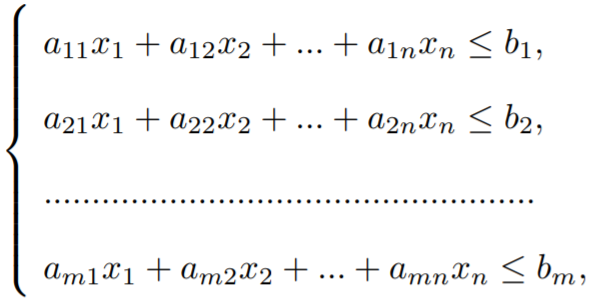 a₁₁x₁ + a₁₂x₂ + ... + a₁ₙxₙ ≤ b₁,
a₂₁x₁ + a₂₂x₂ + ... + a₂ₙxₙ ≤ b₂,
......................................................
aₘ₁x₁ + aₘ₂x₂ + ... + aₘₙxₙ ≤ bₘ,